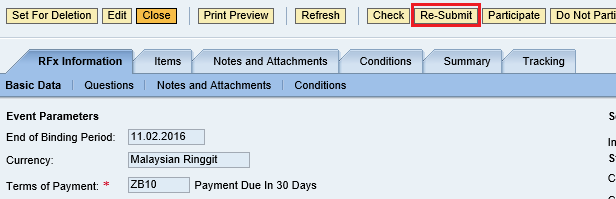 Set For Deletion Edit Close Print Preview Refresh Check Re-Submit Participate Do Not Parti
RFx Information Items Notes and Attachments Conditions Summary Tracking
Basic Data Questions Notes and Attachments Conditions
Event Parameters
End of Binding Period: 11.02.2016
Currency: Malaysian Ringgit
Terms of Payment: * ZB10 Payment Due In 30 Days